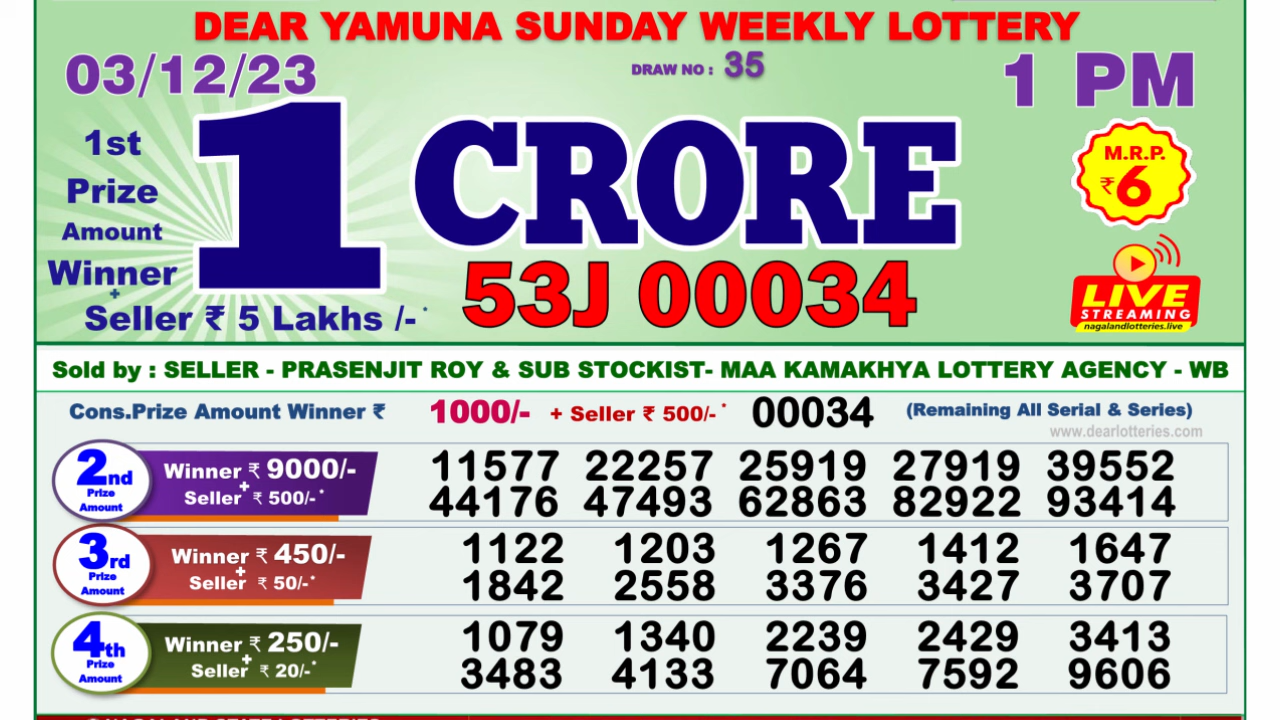 DEAR YAMUNA SUNDAY WEEKLY LOTTERY
03/12/23
DRAW NO : 35
1 PM
1st
Prize
Amount
Winner
+
Seller ₹ 5 Lakhs /-*
1 CRORE
53J 00034
M.R.P.
₹6
LIVE
STREAMING
nagalandlotteries.live
Sold by : SELLER - PRASENJIT ROY & SUB STOCKIST- MAA KAMAKHYA LOTTERY AGENCY - WB
Cons.Prize Amount Winner ₹ 1000/- + Seller ₹ 500/-* 00034 (Remaining All Serial & Series)
www.dearlotteries.com
2nd
Prize
Amount
Winner ₹ 9000/-
+
Seller ₹ 500/-*
11577 22257 25919 27919 39552
44176 47493 62863 82922 93414
3rd
Prize
Amount
Winner ₹ 450/-
+
Seller ₹ 50/-*
1122 1203 1267 1412 1647
1842 2558 3376 3427 3707
4th
Prize
Amount
Winner ₹ 250/-
+
Seller ₹ 20/-*
1079 1340 2239 2429 3413
3483 4133 7064 7592 9606